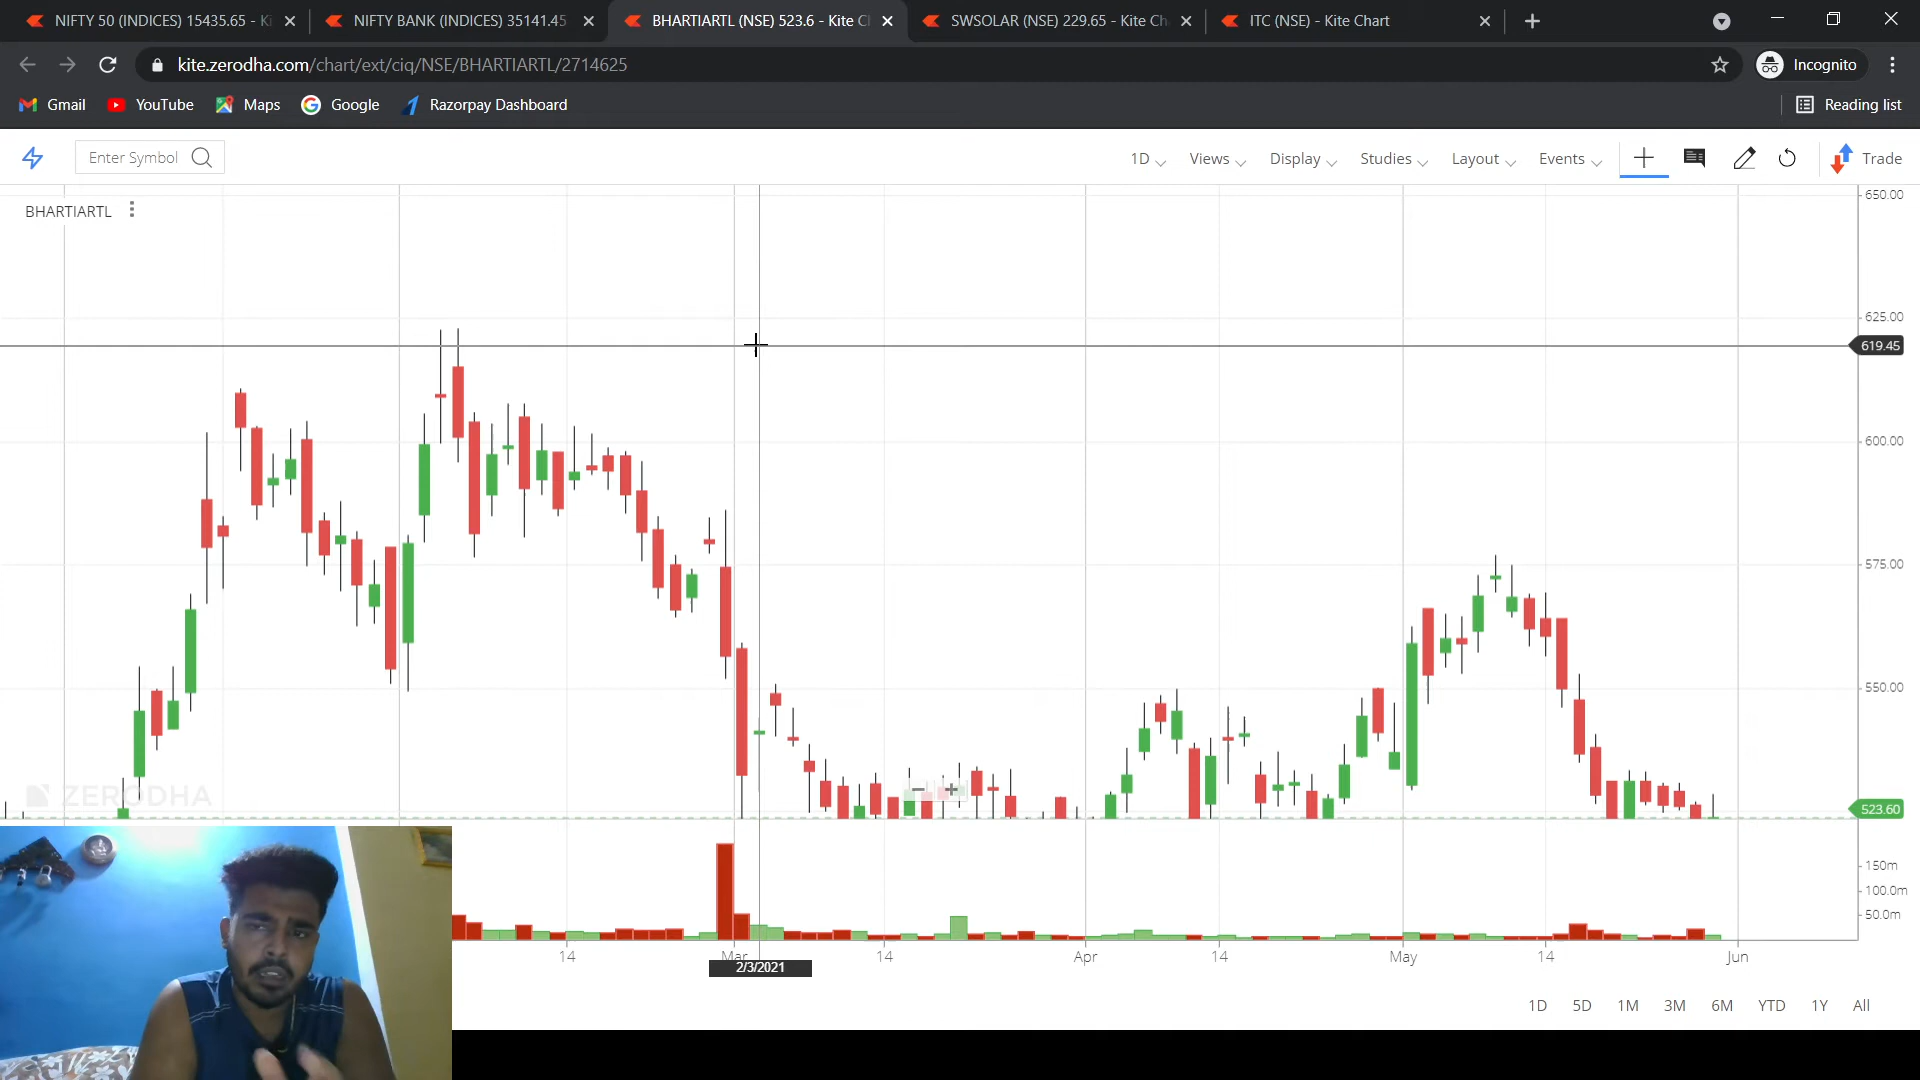 NIFTY 50 (INDICES) 15435.65 - Ki
NIFTY BANK (INDICES) 35141.45
BHARTIARTL (NSE) 523.6 - Kite C
SWSOLAR (NSE) 229.65 - Kite Ch
ITC (NSE) - Kite Chart
kite.zerodha.com/chart/ext/ciq/NSE/BHARTIARTL/2714625
Incognito
Gmail
YouTube
Maps
Google
Razorpay Dashboard
Reading list
Enter Symbol
1D
Views
Display
Studies
Layout
Events
Trade
BHARTIARTL
650.00
625.00
619.45
600.00
575.00
550.00
523.60
ZERODHA
150m
100.0m
50.0m
14
Mar
14
Apr
14
May
14
Jun
2/3/2021
1D
5D
1M
3M
6M
YTD
1Y
All